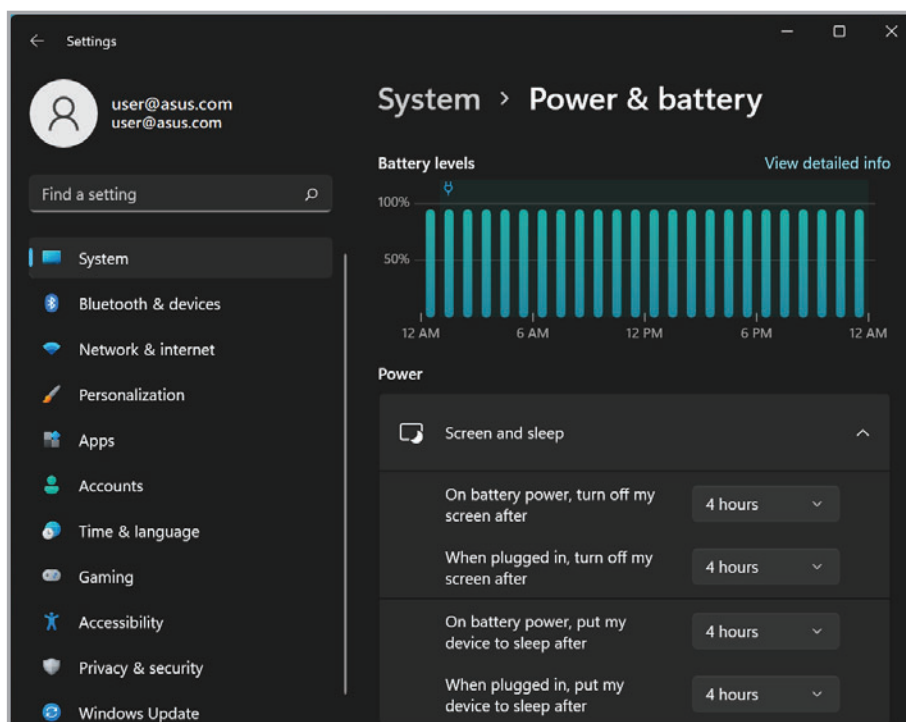 Settings
user@asus.com
user@asus.com
Find a setting
System
Bluetooth & devices
Network & internet
Personalization
Apps
Accounts
Time & language
Gaming
Accessibility
Privacy & security
Windows Update
System > Power & battery
Battery levels
View detailed info
100%
50%
12 AM
6 AM
12 PM
6 PM
12 AM
Power
Screen and sleep
On battery power, turn off my
screen after
4 hours
When plugged in, turn off my
screen after
4 hours
On battery power, put my
device to sleep after
4 hours
When plugged in, put my
device to sleep after
4 hours